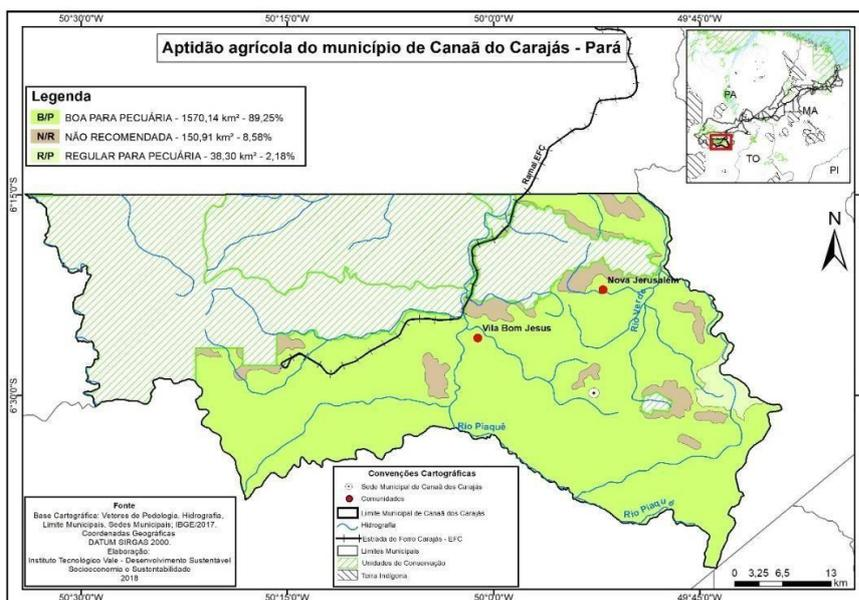 50°30'0"W 50°15'0"W 50°0'0"W 49°45'0"W
Aptidão agrícola do município de Canaã do Carajás - Pará
Legenda
B/P BOA PARA PECUÁRIA - 1570,14 km² - 89,25%
N/R NÃO RECOMENDADA - 150,91 km² - 8,58%
R/P REGULAR PARA PECUÁRIA - 38,30 km² - 2,18%
PA
MA
TO
PI
Ramal EFC
6°15'0"S
6°15'0"S
N
Nova Jerusalém
Rio Verde
Vila Bom Jesus
6°30'0"S
6°30'0"S
Rio Piaquê
Rio Piaquê
Fonte
Base Cartográfica: Vetores de Pedologia, Hidrografia,
Limite Municipais, Sedes Municipais; IBGE/2017.
Coordenadas Geográficas
DATUM SIRGAS 2000.
Elaboração:
Instituto Tecnológico Vale - Desenvolvimento Sustentável
Socioeconomia e Sustentabilidade
2018
Convenções Cartográficas
Sede Municipal de Canaã dos Carajás
Comunidades
Limite Municipal de Canaã dos Carajás
Hidrografia
Estrada de Ferro Carajás - EFC
Limites Municipais
Unidades de Conservação
Terra Indígena
0 3,25 6,5 13
km
50°30'0"W 50°15'0"W 50°0'0"W 49°45'0"W